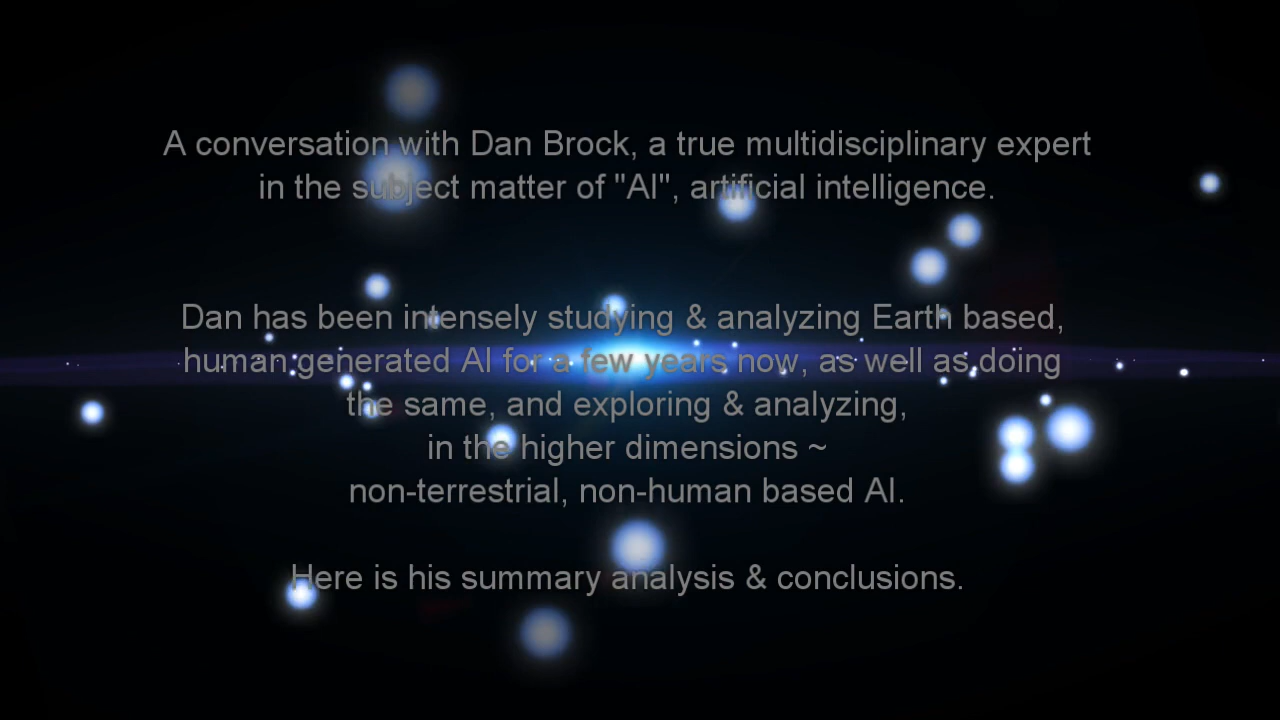 A conversation with Dan Brock, a true multidisciplinary expert
in the subject matter of "AI", artificial intelligence.
Dan has been intensely studying & analyzing Earth based,
human generated AI for a few years now, as well as doing
the same, and exploring & analyzing,
in the higher dimensions ~
non-terrestrial, non-human based AI.
Here is his summary analysis & conclusions.